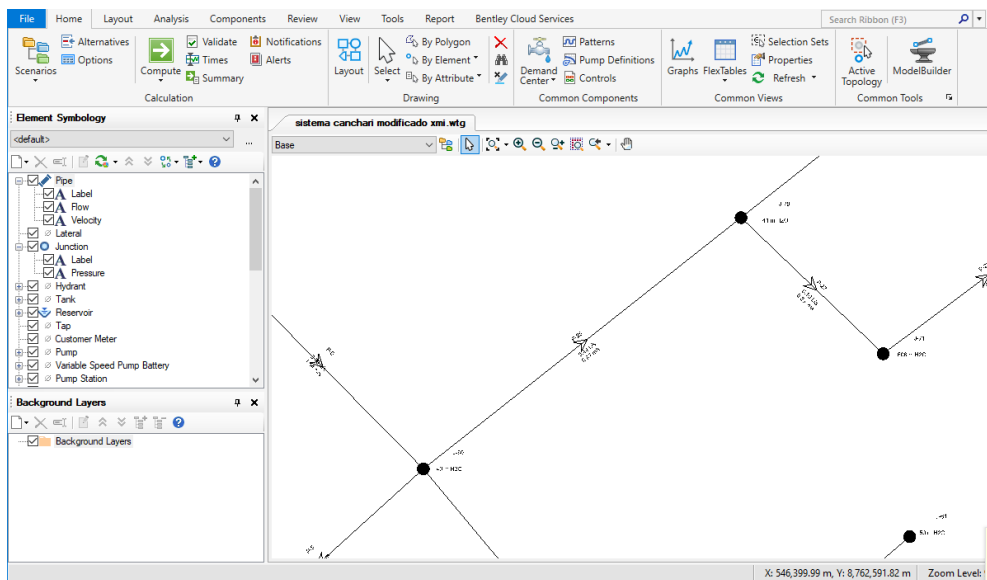 File Home Layout Analysis Components Review View Tools Report Bentley Cloud Services Search Ribbon (F3)
Scenarios
Alternatives
Options
Compute
Validate
Times
Summary
Notifications
Alerts
Calculation
Layout
Select
By Polygon
By Element
By Attribute
Drawing
Demand Center
Patterns
Pump Definitions
Controls
Common Components
Graphs
FlexTables
Selection Sets
Properties
Refresh
Common Views
Active Topology
ModelBuilder
Common Tools
Element Symbology
<default>
...
Pipe
Label
Flow
Velocity
Lateral
Junction
Label
Pressure
Hydrant
Tank
Reservoir
Tap
Customer Meter
Pump
Variable Speed Pump Battery
Pump Station
Background Layers
Background Layers
sistema canchari modificado xmi.wtg
Base
J-71
X: 546,399.99 m, Y: 8,762,591.82 m Zoom Level: